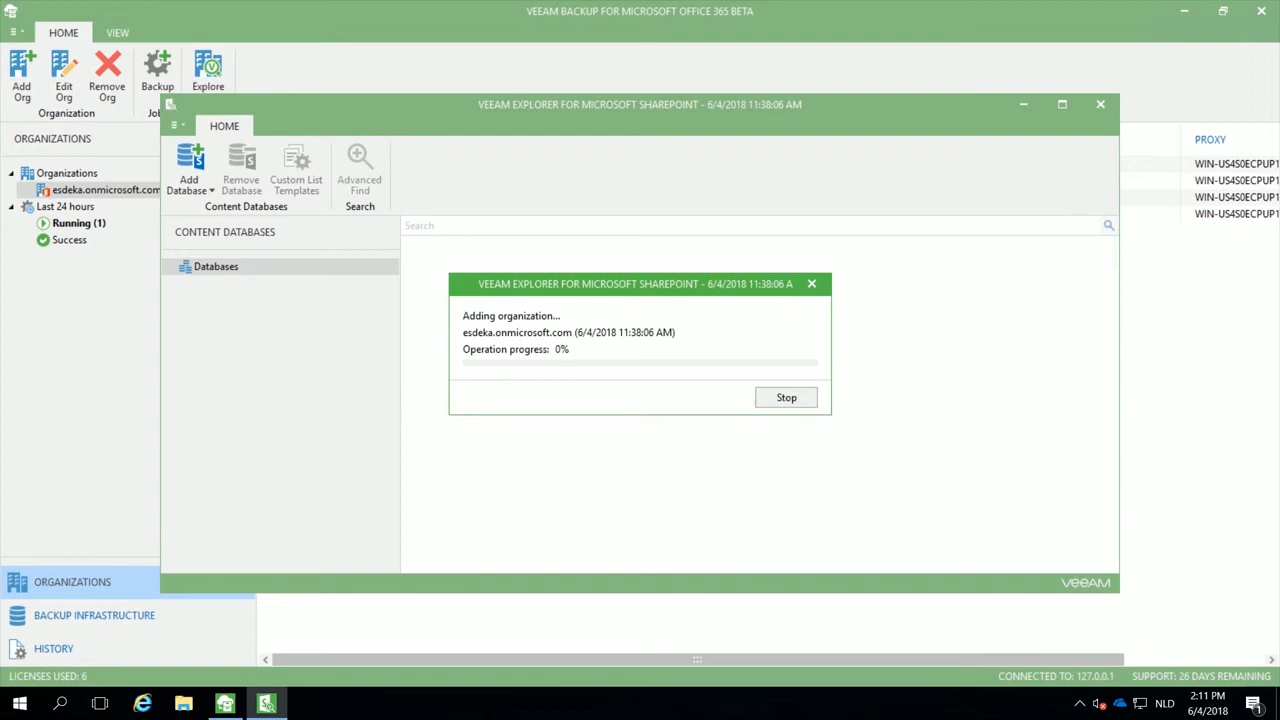 VEEAM BACKUP FOR MICROSOFT OFFICE 365 BETA
HOME
VIEW
Add Org
Edit Org
Remove Org
Backup
Explore
Organization
VEEAM EXPLORER FOR MICROSOFT SHAREPOINT - 6/4/2018 11:38:06 AM
HOME
ORGANIZATIONS
Organizations
esdeka.onmicrosoft.com
Last 24 hours
Running (1)
Success
Add Database
Remove Database
Custom List Templates
Advanced Find
Content Databases
Search
CONTENT DATABASES
Search
Databases
PROXY
WIN-US4S0ECPUP1
WIN-US4S0ECPUP1
WIN-US4S0ECPUP1
WIN-US4S0ECPUP1
VEEAM EXPLORER FOR MICROSOFT SHAREPOINT - 6/4/2018 11:38:06 A
Adding organization...
esdeka.onmicrosoft.com (6/4/2018 11:38:06 AM)
Operation progress: 0%
Stop
veeam
ORGANIZATIONS
BACKUP INFRASTRUCTURE
HISTORY
LICENSES USED: 6
CONNECTED TO: 127.0.0.1
SUPPORT: 26 DAYS REMAINING
NLD
2:11 PM
6/4/2018
1